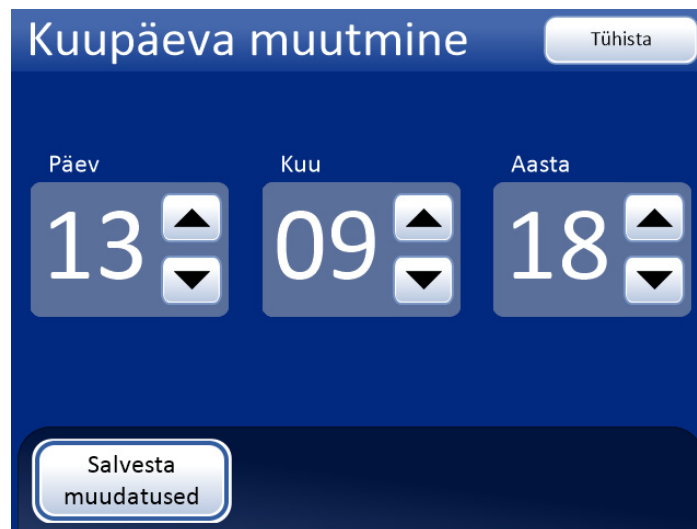 Kuupäeva muutmine
Tühista
Päev
Kuu
Aasta
13
09
18
Salvesta
muudatused